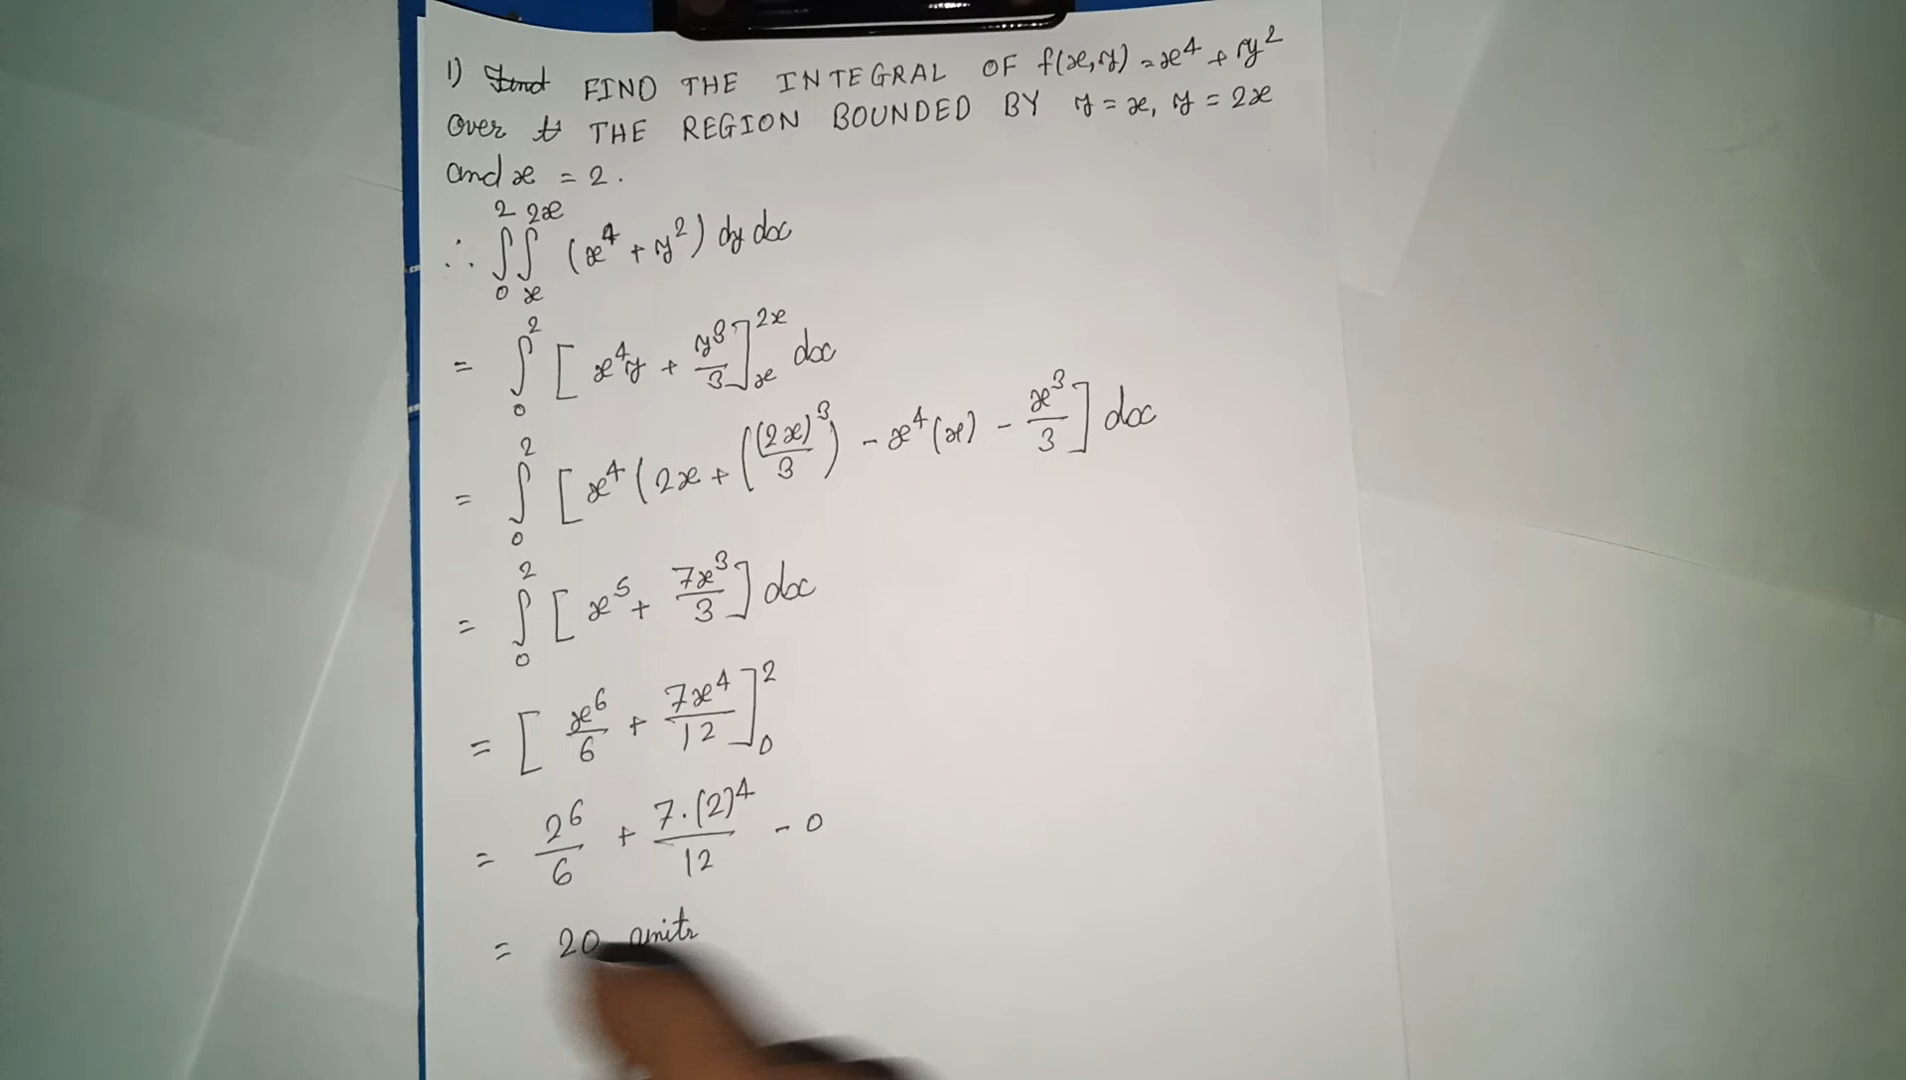 1) Find FIND THE INTEGRAL OF f(x,y) = x⁴ + y²
Over t THE REGION BOUNDED BY y = x, y = 2x
and x = 2.
∴ ∫₀² ∫ₓ²ˣ (x⁴ + y²) dy dx
= ∫₀² [ x⁴y + y³/3 ]ₓ²ˣ dx
= ∫₀² [ x⁴(2x + ((2x)³/3) - x⁴(x) - x³/3 ] dx
= ∫₀² [ x⁵ + 7x³/3 ] dx
= [ x⁶/6 + 7x⁴/12 ]₀²
= 2⁶/6 + 7.(2)⁴/12 - 0
= 20 units